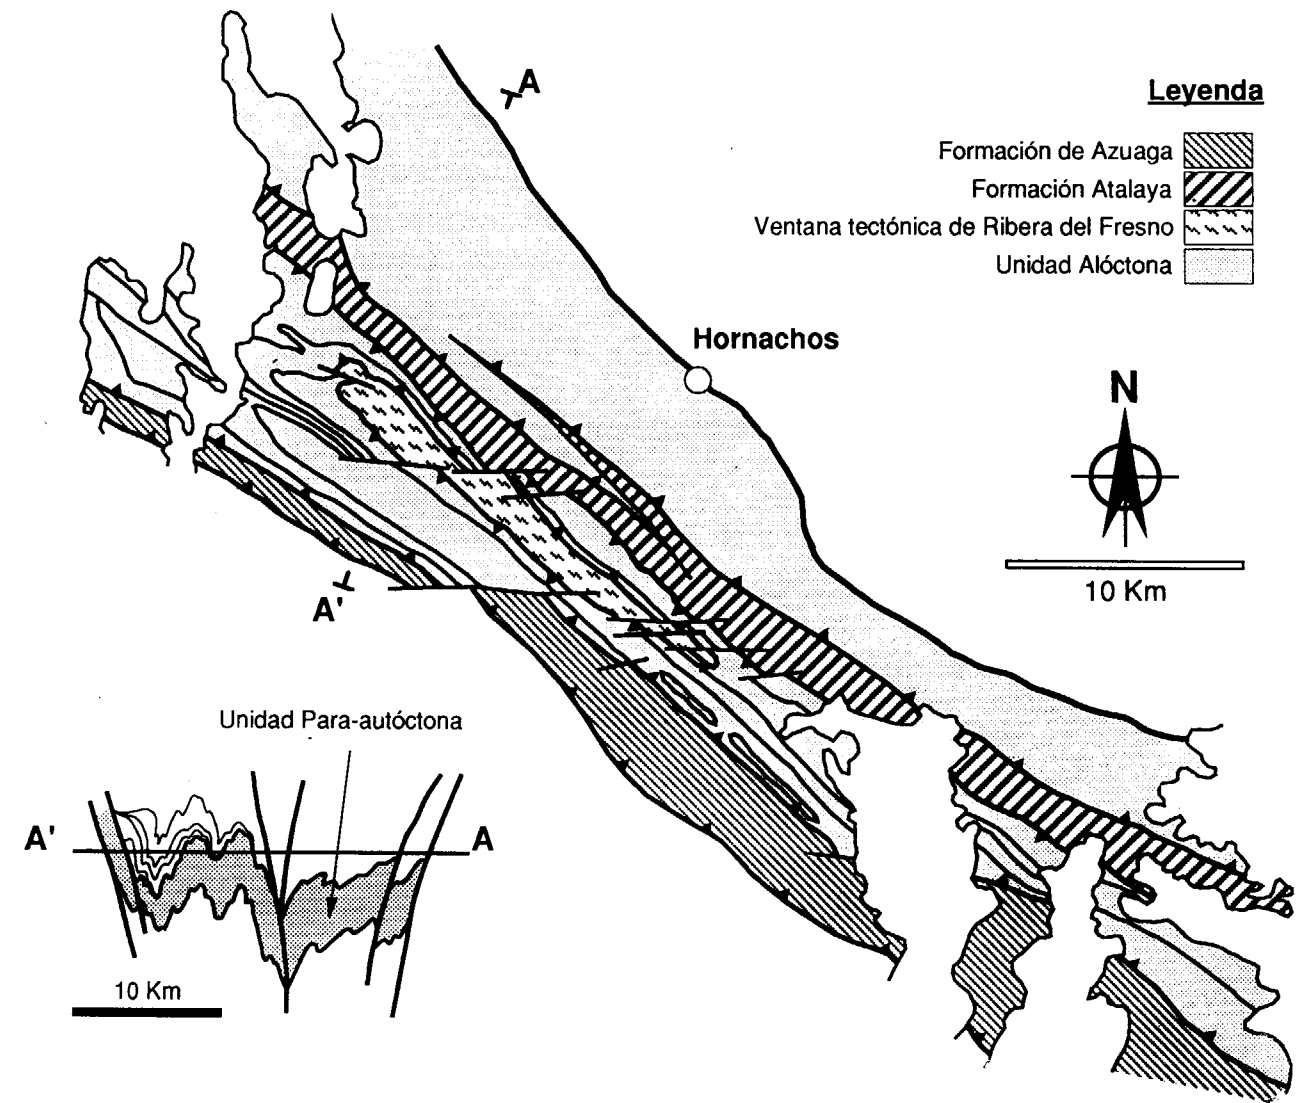 A
Leyenda
Formación de Azuaga
Formación Atalaya
Ventana tectónica de Ribera del Fresno
Unidad Alóctona
Hornachos
N
10 Km
A'
Unidad Para-autóctona
A'
A
10 Km